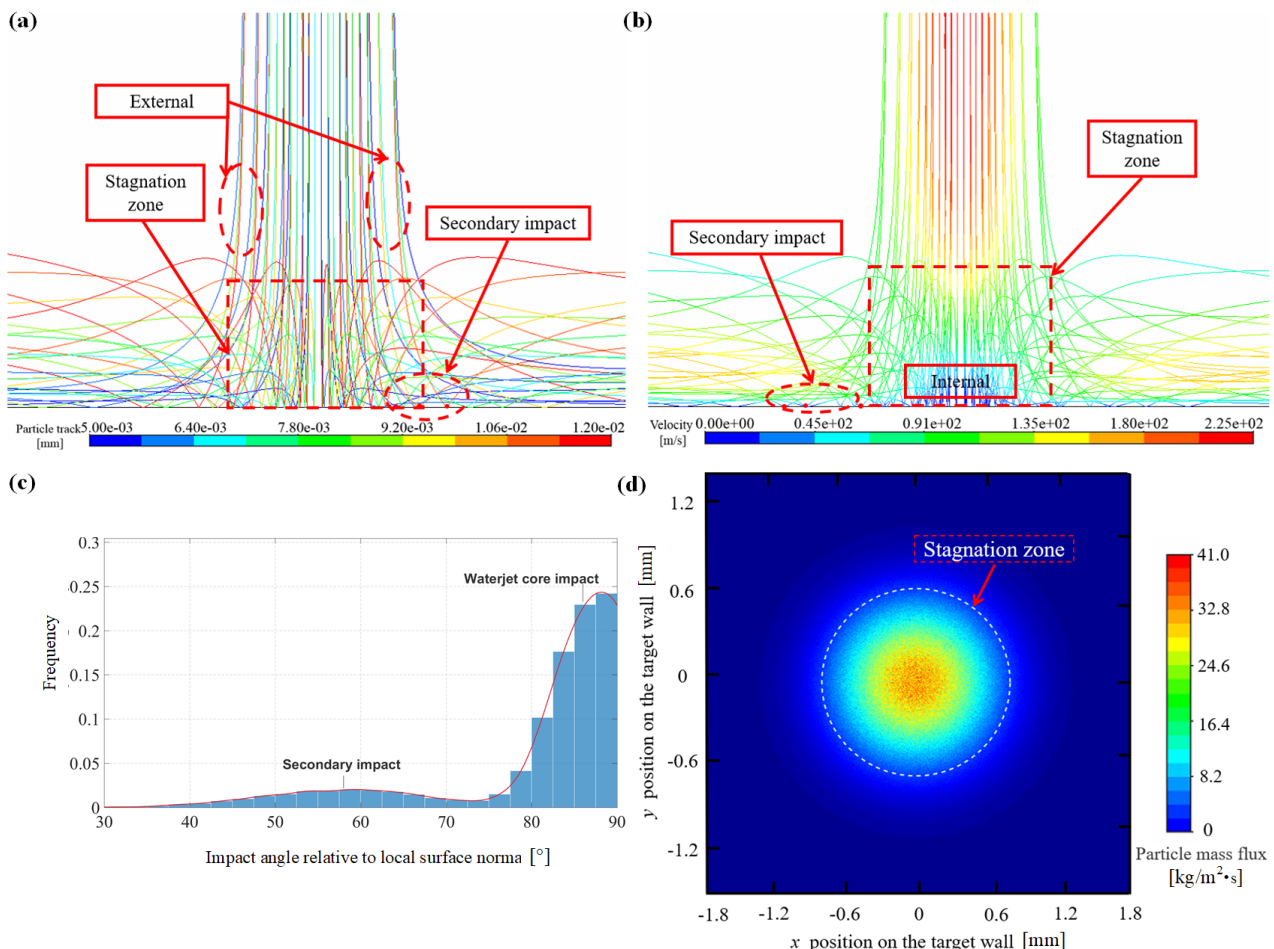 (a)
External
Stagnation
zone
Secondary impact
Particle track
[mm]
5.00e-03 6.40e-03 7.80e-03 9.20e-03 1.06e-02 1.20e-02
(b)
Stagnation
zone
Secondary impact
Internal
Velocity
[m/s]
0.00e+00 0.45e+02 0.91e+02 1.35e+02 1.80e+02 2.25e+02
(c)
Frequency
0.3
0.25
0.2
0.15
0.1
0.05
0
Waterjet core impact
Secondary impact
30 40 50 60 70 80 90
Impact angle relative to local surface norma [°]
(d)
y position on the target wall [mm]
1.2
0.6
0
-0.6
-1.2
Stagnation zone
-1.8 -1.2 -0.6 0 0.6 1.2 1.8
x position on the target wall [mm]
41.0
32.8
24.6
16.4
8.2
0
Particle mass flux
[kg/m²•s]